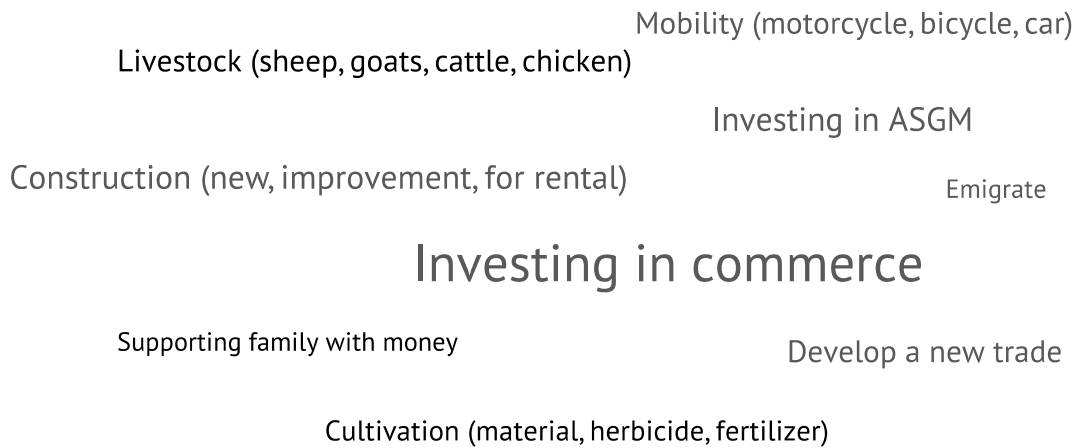 Mobility (motorcycle, bicycle, car)
Livestock (sheep, goats, cattle, chicken)
Investing in ASGM
Construction (new, improvement, for rental)
Emigrate
Investing in commerce
Supporting family with money
Develop a new trade
Cultivation (material, herbicide, fertilizer)